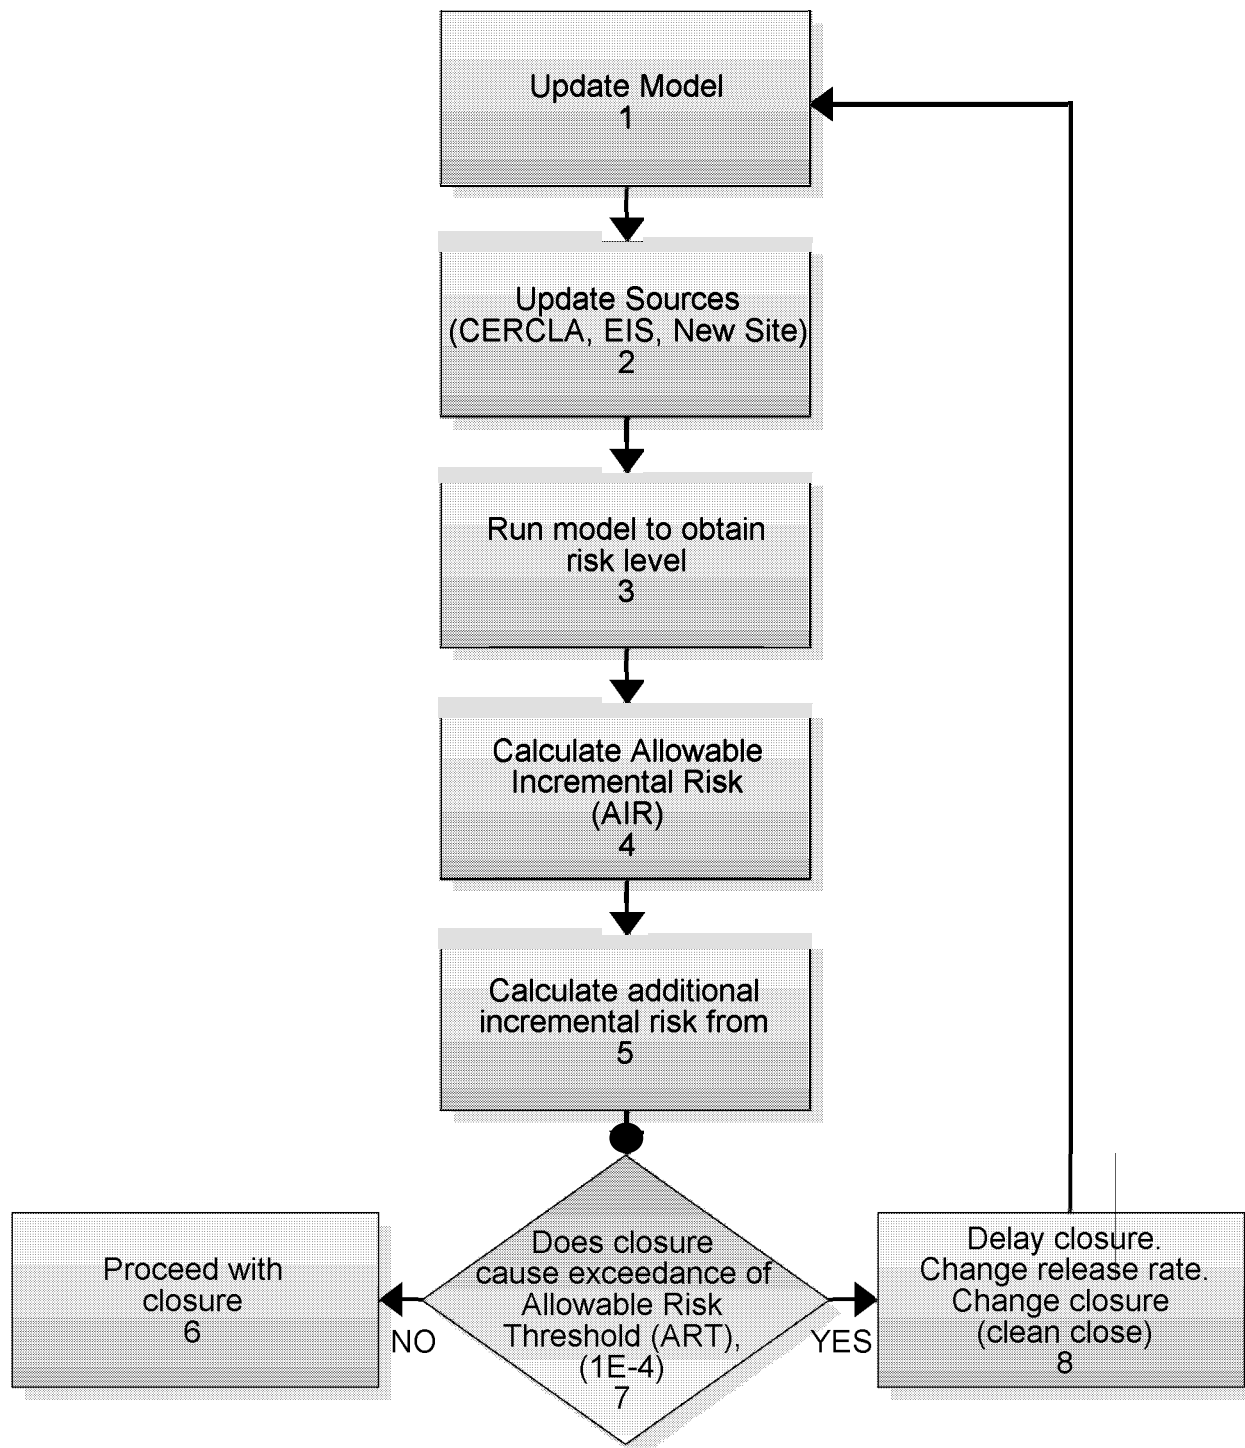 Update Model
1
Update Sources
(CERCLA, EIS, New Site)
2
Run model to obtain
risk level
3
Calculate Allowable
Incremental Risk
(AIR)
4
Calculate additional
incremental risk from
5
Does closure
cause exceedance of
Allowable Risk
Threshold (ART),
(1E-4)
7
NO
YES
Proceed with
closure
6
Delay closure.
Change release rate.
Change closure
(clean close)
8